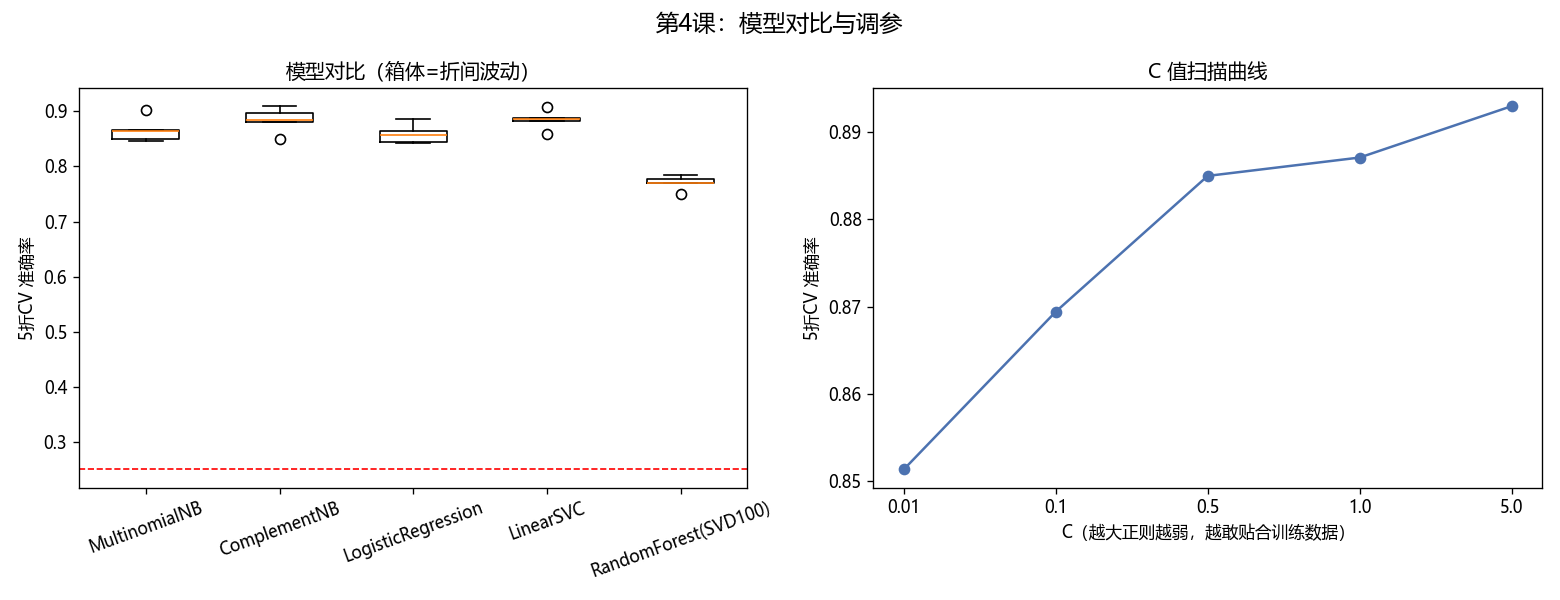 第4课：模型对比与调参
模型对比（箱体=折间波动）
5折CV 准确率
0.9
0.8
0.7
0.6
0.5
0.4
0.3
MultinomialNB
ComplementNB
LogisticRegression
LinearSVC
RandomForest(SVD100)
C 值扫描曲线
5折CV 准确率
0.89
0.88
0.87
0.86
0.85
0.01
0.1
0.5
1.0
5.0
C（越大正则越弱，越敢贴合训练数据）